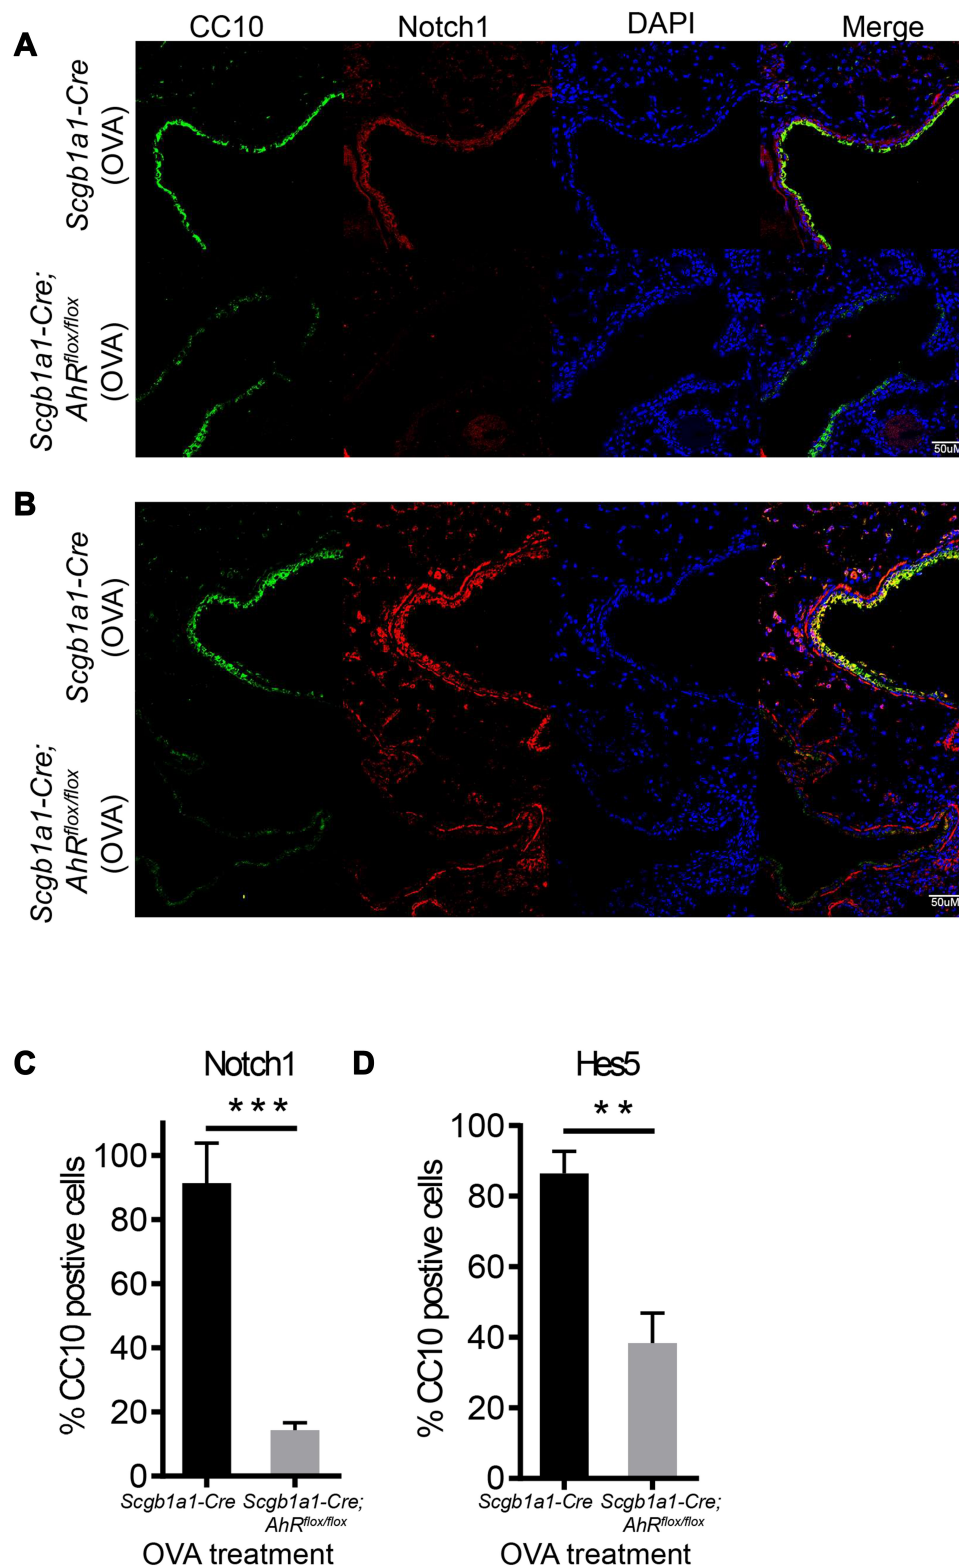 A
CC10 Notch1 DAPI Merge
Scgb1a1-Cre
(OVA)
Scgb1a1-Cre;
AhRflox/flox
(OVA)
50uM
B
Scgb1a1-Cre
(OVA)
Scgb1a1-Cre;
AhRflox/flox
(OVA)
50uM
C
Notch1
***
% CC10 postive cells
100
80
60
40
20
0
Scgb1a1-Cre Scgb1a1-Cre;
AhRflox/flox
OVA treatment
D
Hes5
**
% CC10 postive cells
100
80
60
40
20
0
Scgb1a1-Cre Scgb1a1-Cre;
AhRflox/flox
OVA treatment